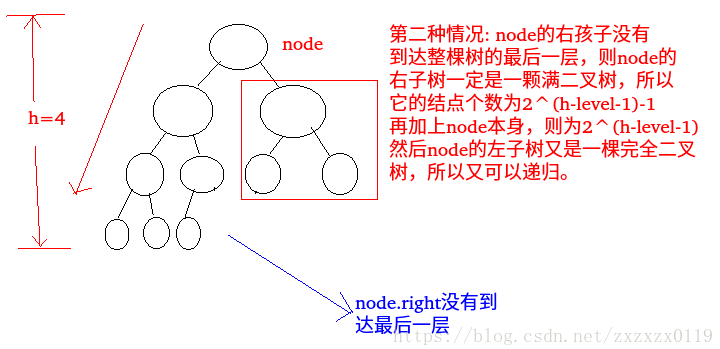 node
第二种情况: node的右孩子没有
到达整棵树的最后一层，则node的
右子树一定是一颗满二叉树，所以
它的结点个数为2^(h-level-1)-1
再加上node本身，则为2^(h-level-1)
然后node的左子树又是一棵完全二叉
树，所以又可以递归。
h=4
node.right没有到
达最后一层
https://blog.csdn.net/zxzxzx0119